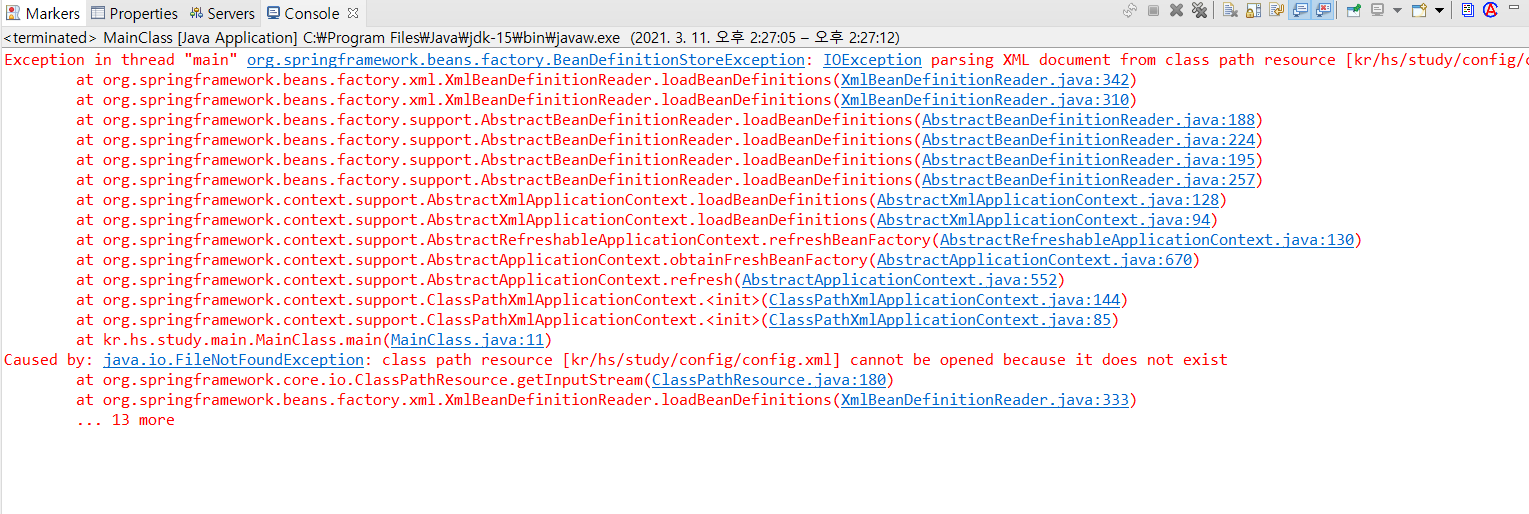 Markers Properties Servers Console
<terminated> MainClass [Java Application] C:₩Program Files₩Java₩jdk-15₩bin₩javaw.exe (2021. 3. 11. 오후 2:27:05 – 오후 2:27:12)
Exception in thread "main" org.springframework.beans.factory.BeanDefinitionStoreException: IOException parsing XML document from class path resource [kr/hs/study/config/
at org.springframework.beans.factory.xml.XmlBeanDefinitionReader.loadBeanDefinitions(XmlBeanDefinitionReader.java:342)
at org.springframework.beans.factory.xml.XmlBeanDefinitionReader.loadBeanDefinitions(XmlBeanDefinitionReader.java:310)
at org.springframework.beans.factory.support.AbstractBeanDefinitionReader.loadBeanDefinitions(AbstractBeanDefinitionReader.java:188)
at org.springframework.beans.factory.support.AbstractBeanDefinitionReader.loadBeanDefinitions(AbstractBeanDefinitionReader.java:224)
at org.springframework.beans.factory.support.AbstractBeanDefinitionReader.loadBeanDefinitions(AbstractBeanDefinitionReader.java:195)
at org.springframework.beans.factory.support.AbstractBeanDefinitionReader.loadBeanDefinitions(AbstractBeanDefinitionReader.java:257)
at org.springframework.context.support.AbstractXmlApplicationContext.loadBeanDefinitions(AbstractXmlApplicationContext.java:128)
at org.springframework.context.support.AbstractXmlApplicationContext.loadBeanDefinitions(AbstractXmlApplicationContext.java:94)
at org.springframework.context.support.AbstractRefreshableApplicationContext.refreshBeanFactory(AbstractRefreshableApplicationContext.java:130)
at org.springframework.context.support.AbstractApplicationContext.obtainFreshBeanFactory(AbstractApplicationContext.java:670)
at org.springframework.context.support.AbstractApplicationContext.refresh(AbstractApplicationContext.java:552)
at org.springframework.context.support.ClassPathXmlApplicationContext.<init>(ClassPathXmlApplicationContext.java:144)
at org.springframework.context.support.ClassPathXmlApplicationContext.<init>(ClassPathXmlApplicationContext.java:85)
at kr.hs.study.main.MainClass.main(MainClass.java:11)
Caused by: java.io.FileNotFoundException: class path resource [kr/hs/study/config/config.xml] cannot be opened because it does not exist
at org.springframework.core.io.ClassPathResource.getInputStream(ClassPathResource.java:180)
at org.springframework.beans.factory.xml.XmlBeanDefinitionReader.loadBeanDefinitions(XmlBeanDefinitionReader.java:333)
... 13 more